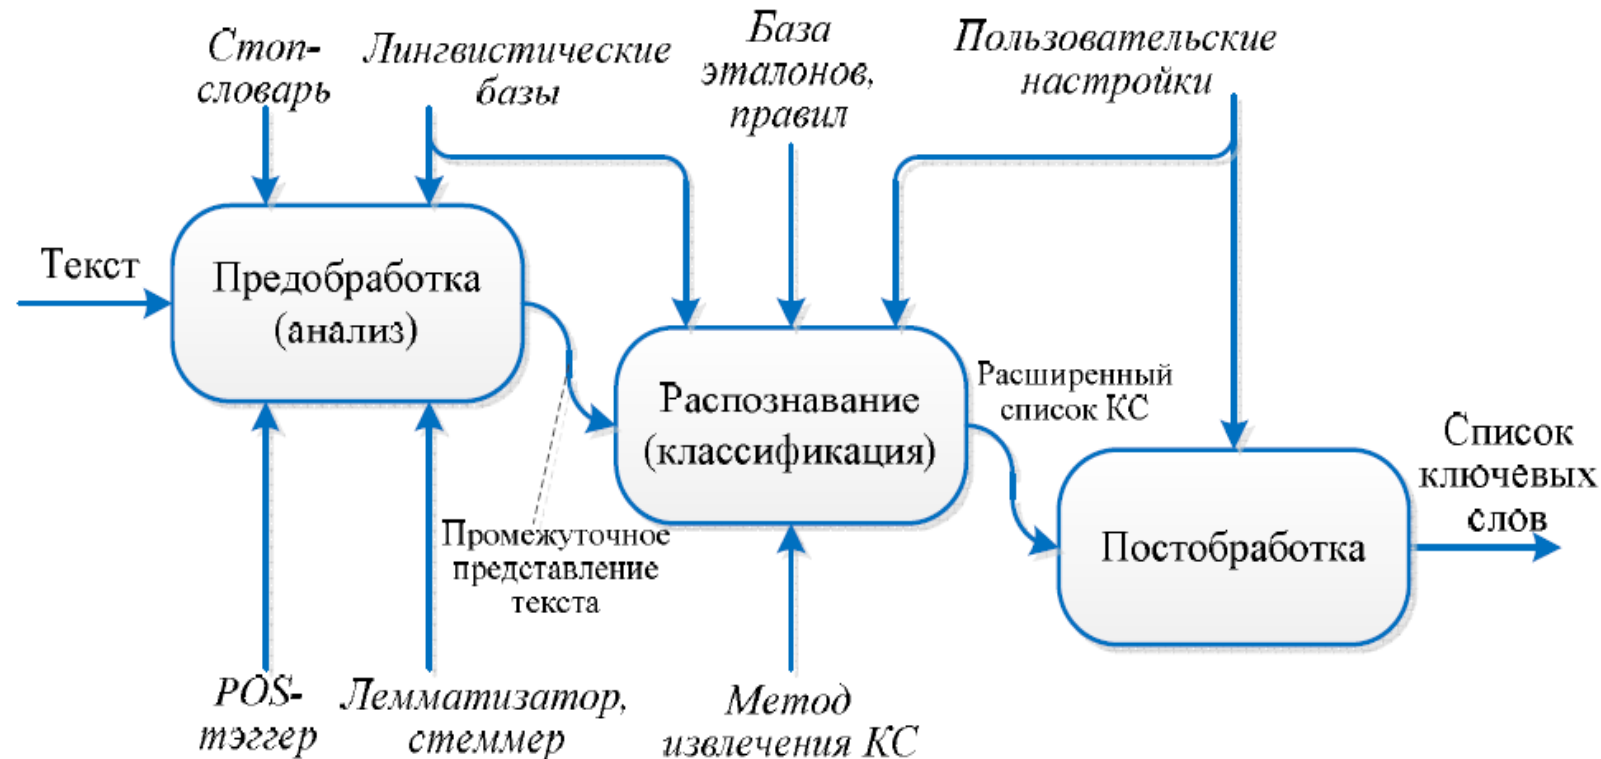 Стоп-
словарь
Лингвистические
базы
База
эталонов,
правил
Пользовательские
настройки
Текст
Предобработка
(анализ)
Распознавание
(классификация)
Расширенный
список КС
Постобработка
Список
ключевых
слов
Промежуточное
представление
текста
POS-
тэггер
Лемматизатор,
стеммер
Метод
извлечения КС